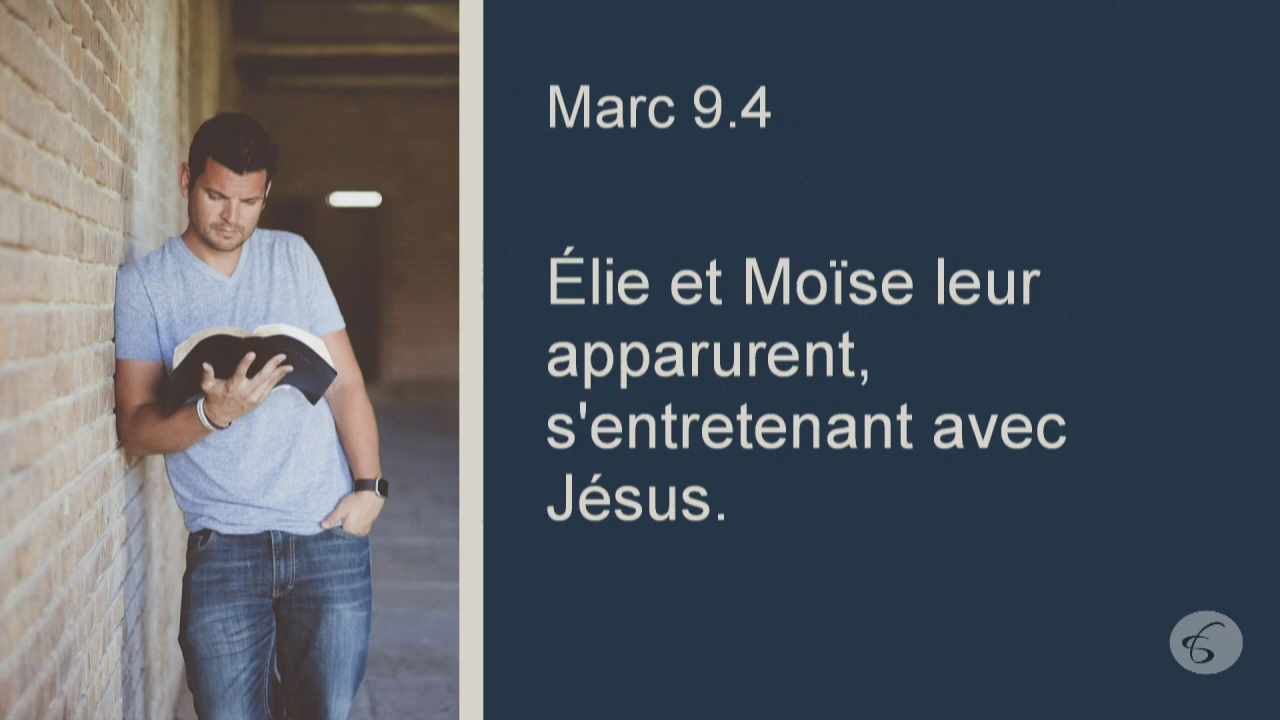 Marc 9.4
Élie et Moïse leur
apparurent,
s'entretenant avec
Jésus.